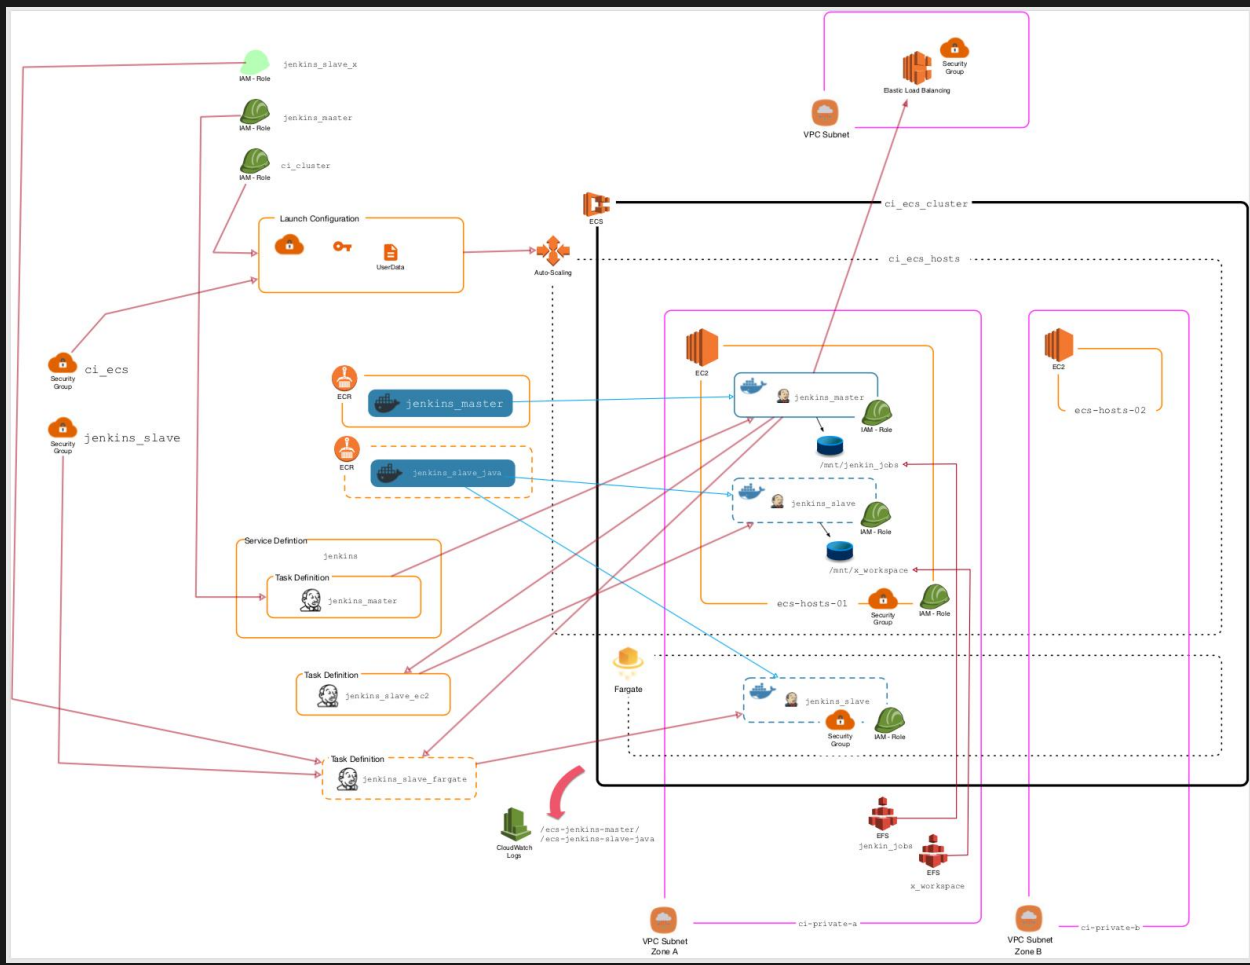 IAM - Role
jenkins_slave_x
IAM - Role
jenkins_master
IAM - Role
ci_cluster
Launch Configuration
UserData
Auto-Scaling
Security
Group
Elastic Load Balancing
VPC Subnet
ECS
ci_ecs_cluster
ci_ecs_hosts
Security
Group
ci_ecs
Security
Group
jenkins_slave
ECR
jenkins_master
ECR
jenkins_slave_java
EC2
jenkins_master
IAM - Role
/mnt/jenkin_jobs
jenkins_slave
IAM - Role
/mnt/x_workspace
ecs-hosts-01
Security
Group
IAM - Role
EC2
ecs-hosts-02
Service Defintion
jenkins
Task Definition
jenkins_master
Task Definition
jenkins_slave_ec2
Task Definition
jenkins_slave_fargate
Fargate
jenkins_slave
Security
Group
IAM - Role
CloudWatch
Logs
/ecs-jenkins-master/
/ecs-jenkins-slave-java
EFS
jenkin_jobs
EFS
x_workspace
VPC Subnet
Zone A
ci-private-a
VPC Subnet
Zone B
ci-private-b